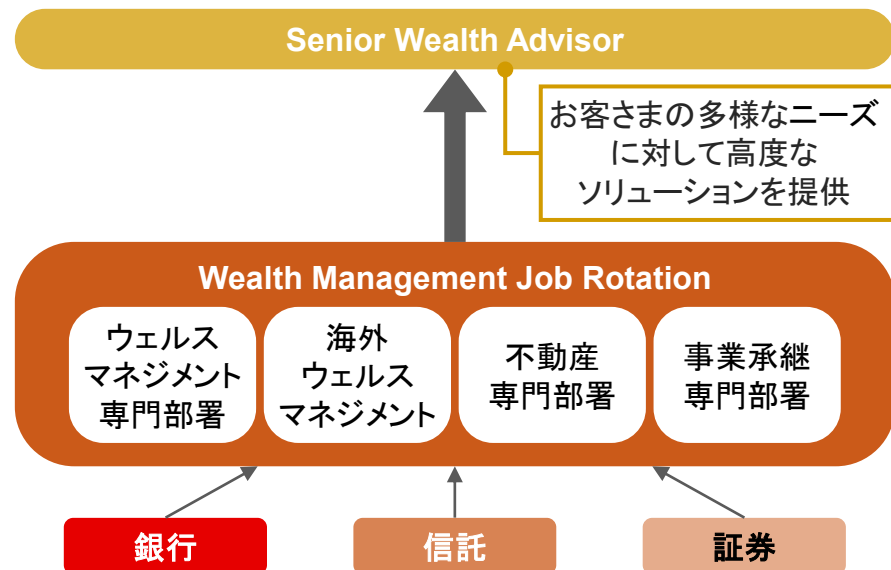 Senior Wealth Advisor
お客さまの多様なニーズ
に対して高度な
ソリューションを提供
Wealth Management Job Rotation
ウェルス
マネジメント
専門部署
海外
ウェルス
マネジメント
不動産
専門部署
事業承継
専門部署
銀行
信託
証券